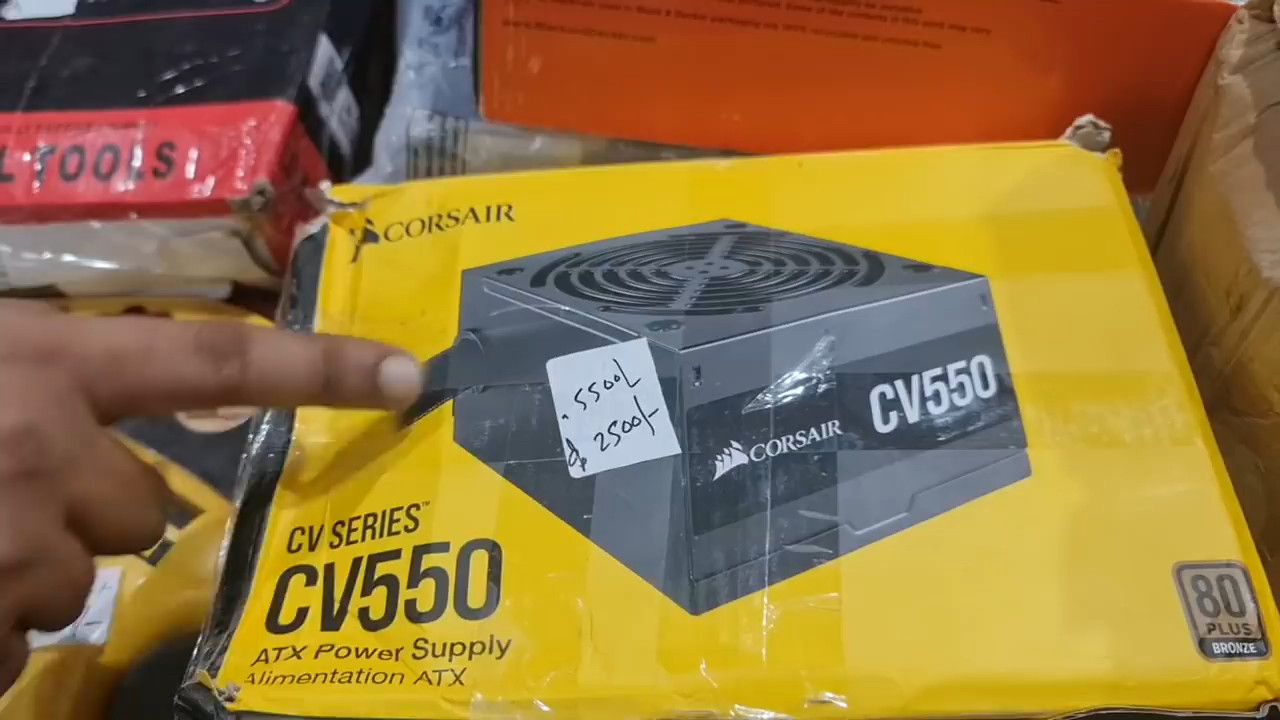 L TOOLS
CORSAIR
5500/-
2500/-
CORSAIR
CV550
CV SERIES™
CV550
ATX Power Supply
Alimentation ATX
80
PLUS
BRONZE